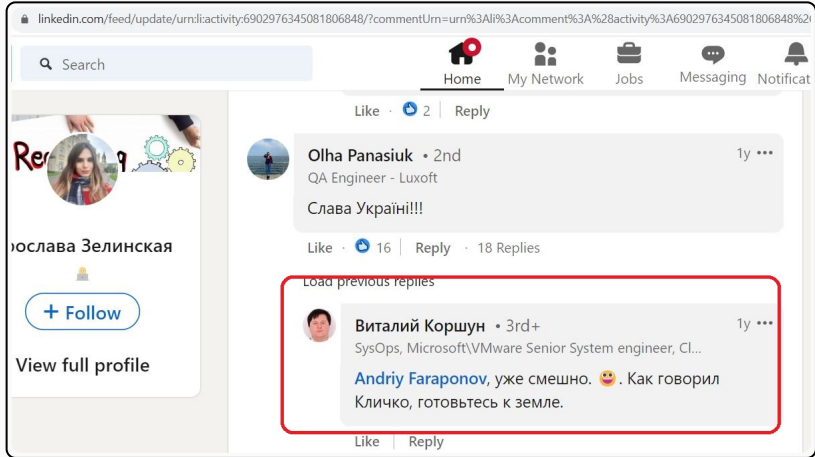 linkedin.com/feed/update/urn:li:activity:6902976345081806848/?commentUrn=urn%3Ali%3Acomment%3A%28activity%3A6902976345081806848%2
Search
Home
My Network
Jobs
Messaging
Notificat
Like · 2 | Reply
Olha Panasiuk • 2nd
1y •••
QA Engineer - Luxoft
Слава Україні!!!
Like · 16 | Reply · 18 Replies
Load previous replies
Виталий Коршун • 3rd+
1y •••
SysOps, Microsoft\VMware Senior System engineer, Cl...
Andriy Faraponov, уже смешно. 😀. Как говорил
Кличко, готовьтесь к земле.
Like | Reply
рослава Зелинская
+ Follow
View full profile